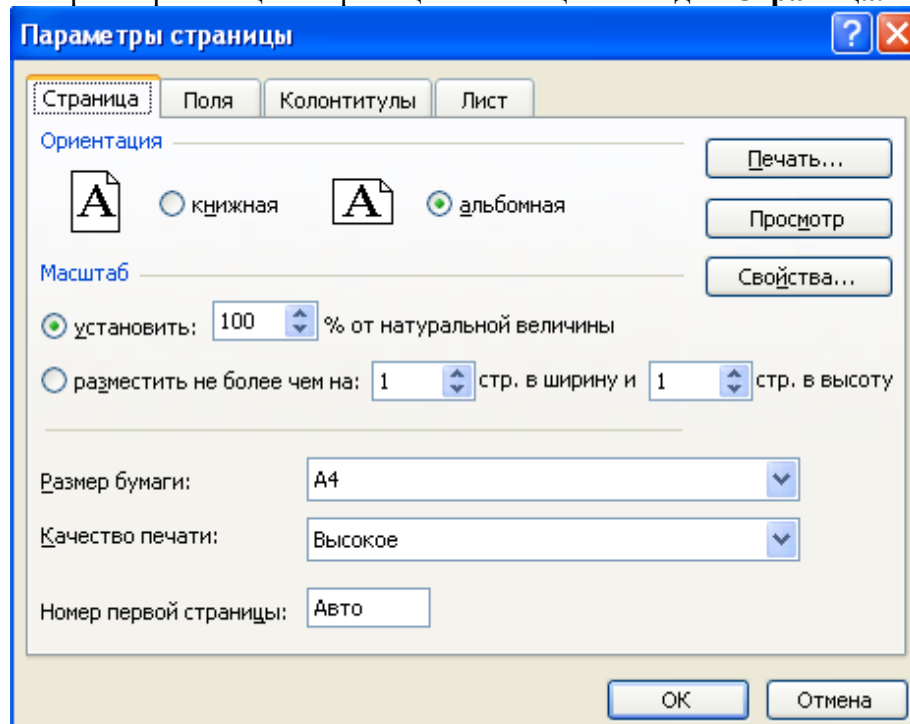 Параметры страницы
Страница Поля Колонтитулы Лист
Ориентация
A книжная A альбомная
Печать...
Просмотр
Масштаб
Свойства...
установить: 100 % от натуральной величины
разместить не более чем на: 1 стр. в ширину и 1 стр. в высоту
Размер бумаги: A4
Качество печати: Высокое
Номер первой страницы: Авто
ОК Отмена